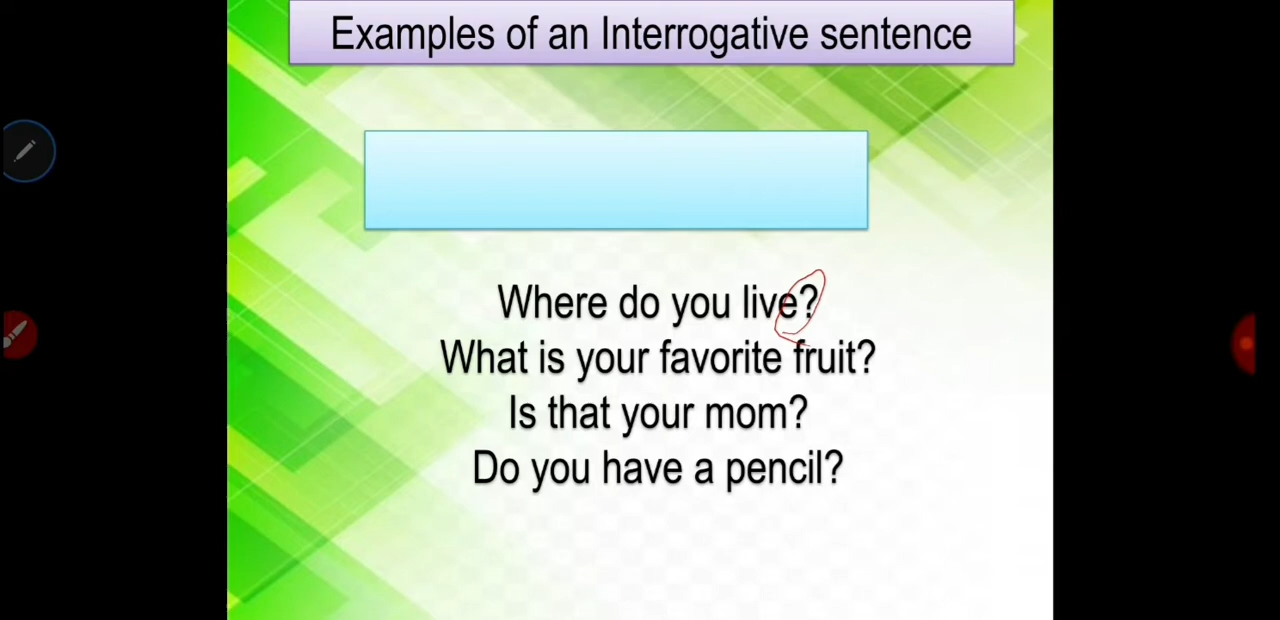 Examples of an Interrogative sentence
Where do you live?
What is your favorite fruit?
Is that your mom?
Do you have a pencil?